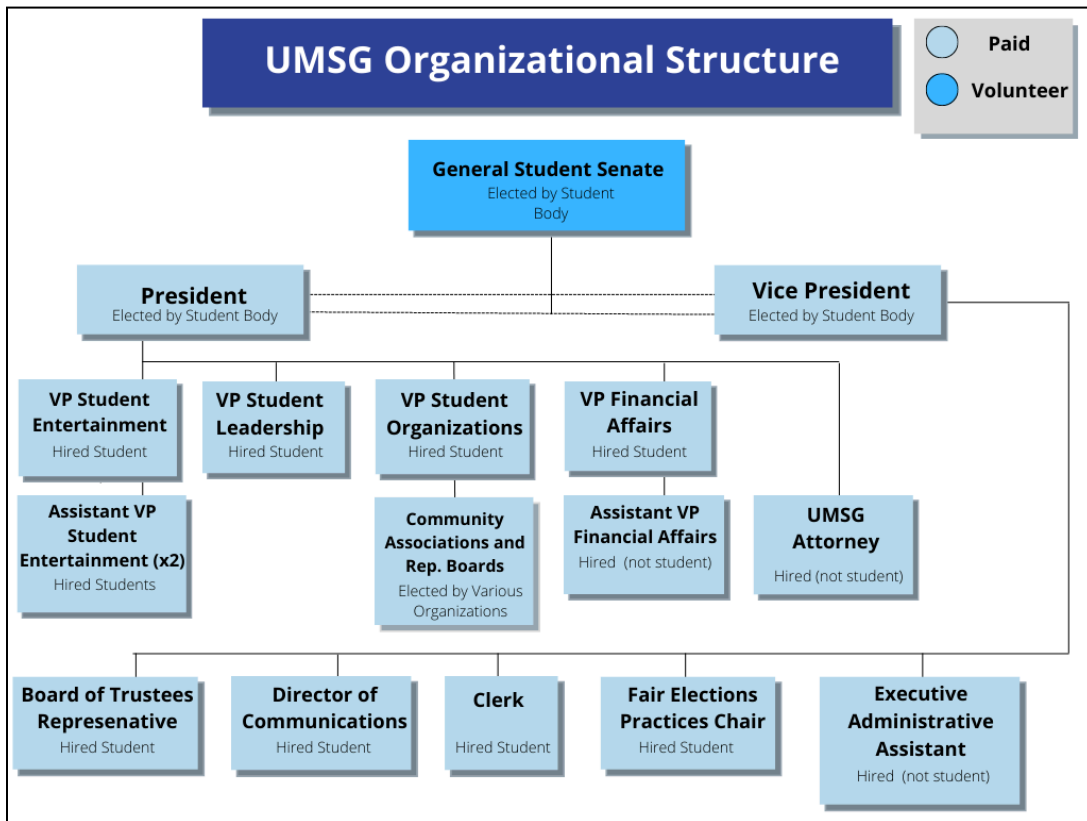 UMSG Organizational Structure
Paid
Volunteer
General Student Senate
Elected by Student
Body
President
Elected by Student Body
Vice President
Elected by Student Body
VP Student
Entertainment
Hired Student
VP Student
Leadership
Hired Student
VP Student
Organizations
Hired Student
VP Financial
Affairs
Hired Student
Assistant VP
Student
Entertainment (x2)
Hired Students
Community
Associations and
Rep. Boards
Elected by Various
Organizations
Assistant VP
Financial Affairs
Hired (not student)
UMSG
Attorney
Hired (not student)
Board of Trustees
Represenative
Hired Student
Director of
Communications
Hired Student
Clerk
Hired Student
Fair Elections
Practices Chair
Hired Student
Executive
Administrative
Assistant
Hired (not student)